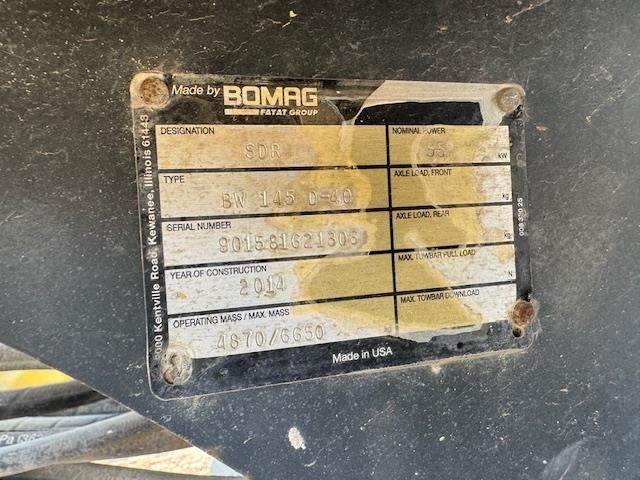 Made by BOMAG
FAYAT GROUP
DESIGNATION
SDR
NOMINAL POWER
55 kW
TYPE
BW 145 D-40
AXLE LOAD, FRONT
kg
SERIAL NUMBER
901581621306
AXLE LOAD, REAR
kg
YEAR OF CONSTRUCTION
2014
MAX. TOWBAR PULL LOAD
N
OPERATING MASS / MAX. MASS
4870/6650
MAX. TOWBAR DOWNLOAD
Made in USA
2000 Kentville Road, Kewanee, Illinois 61443